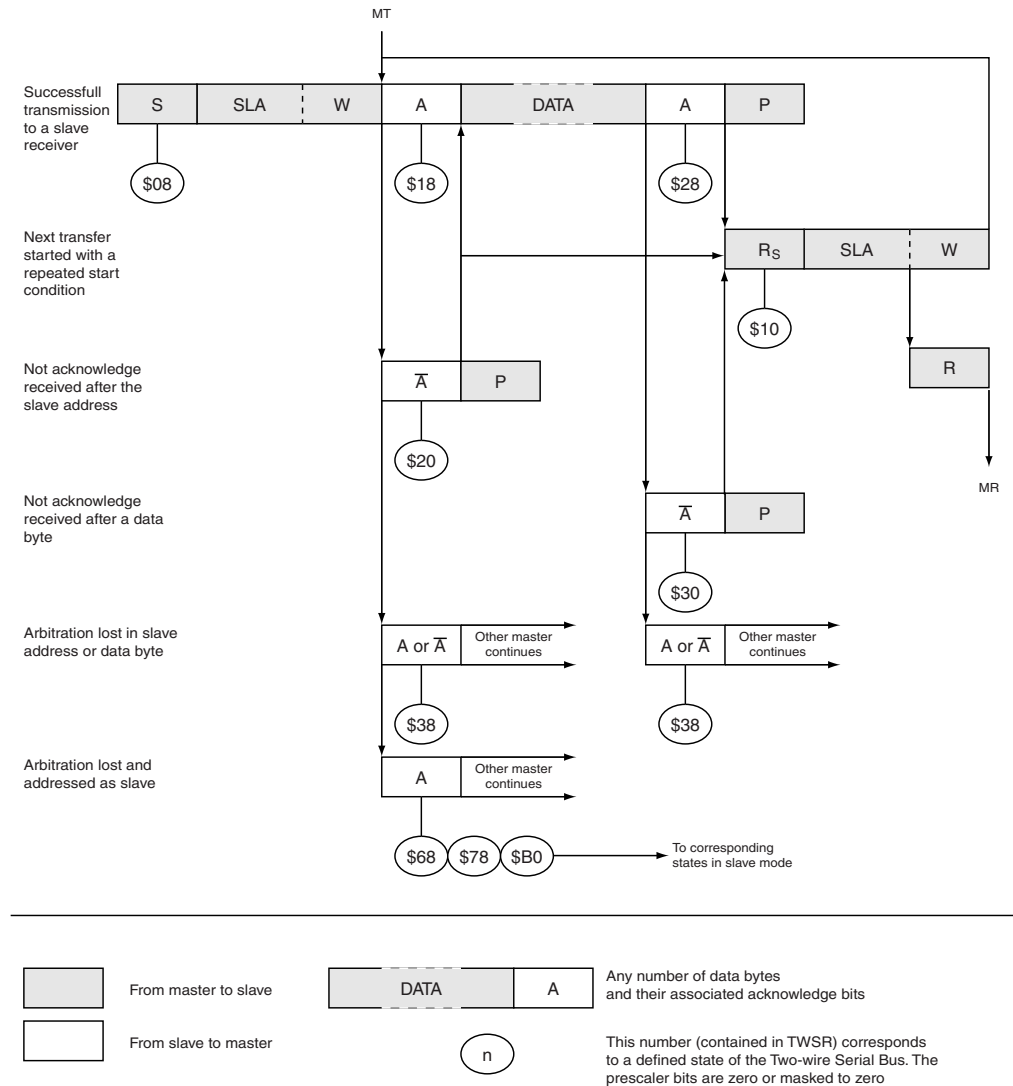 MT
Successfull
transmission
to a slave
receiver
S SLA W A DATA A P
$08 $18 $28
Next transfer
started with a
repeated start
condition
RS SLA W
$10
Not acknowledge
received after the
slave address
A̅ P
R
$20
MR
Not acknowledge
received after a data
byte
A̅ P
$30
Arbitration lost in slave
address or data byte
A or A̅ Other master
continues
A or A̅ Other master
continues
$38 $38
Arbitration lost and
addressed as slave
A Other master
continues
$68 $78 $B0
To corresponding
states in slave mode
From master to slave
DATA A
Any number of data bytes
and their associated acknowledge bits
From slave to master
n
This number (contained in TWSR) corresponds
to a defined state of the Two-wire Serial Bus. The
prescaler bits are zero or masked to zero